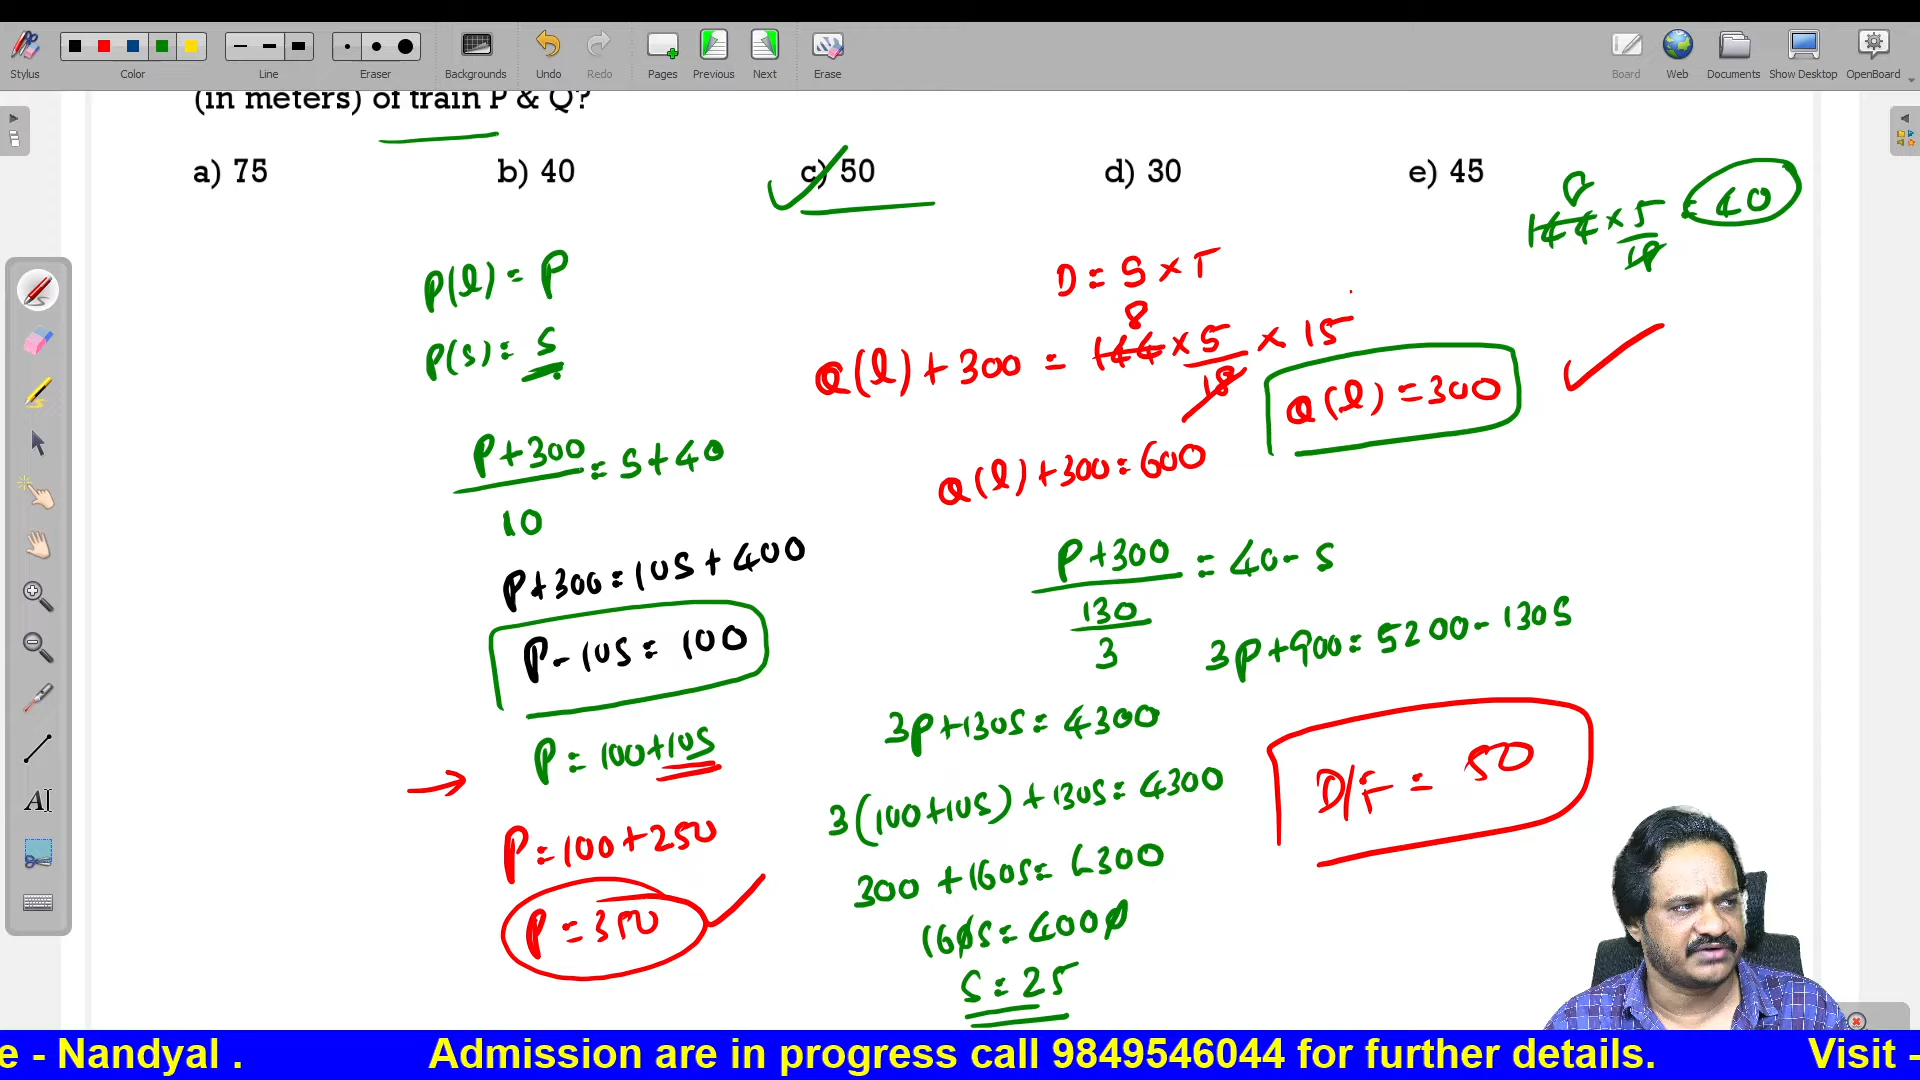 Stylus
Color
Line
Eraser
Backgrounds
Undo
Redo
Pages
Previous
Next
Erase
Board
Web
Documents
Show Desktop
OpenBoard
(in meters) of train P & Q?
a) 75
b) 40
c) 50
d) 30
e) 45
8
144 × 5/18 = 40
P(l) = P
P(s) = S
D = S × T
8
Q(l) + 300 = 144 × 5/18 × 15
Q(l) = 300
Q(l) + 300 = 600
P+300/10 = S+40
P+300 = 10S + 400
P - 10S = 100
P = 100+10S
P = 100+250
P = 350
P+300/130/3 = 40 - S
3P+900 = 5200 - 130S
3P+130S = 4300
3(100+10S) + 130S = 4300
300 + 160S = 4300
160S = 4000
S = 25
D/F = 50
e - Nandyal . Admission are in progress call 9849546044 for further details. Visit -